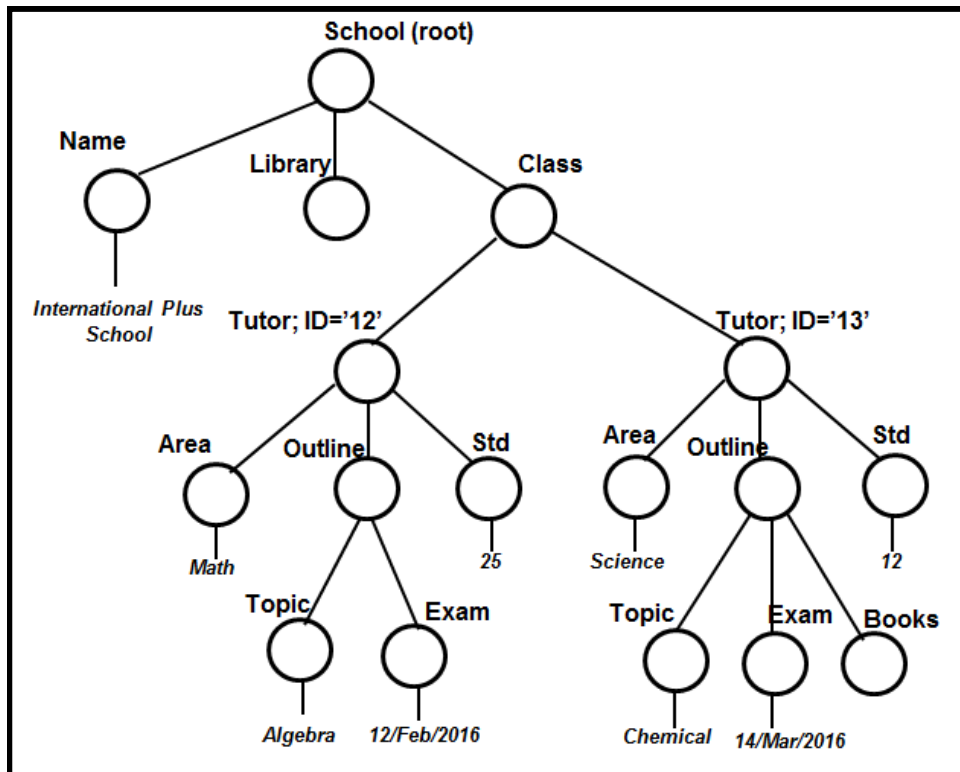 School (root)
Name
Library
Class
International Plus
School
Tutor; ID=’12’
Tutor; ID=’13’
Area
Outline
Std
Area
Outline
Std
Math
25
Science
12
Topic
Exam
Topic
Exam
Books
Algebra
12/Feb/2016
Chemical
14/Mar/2016